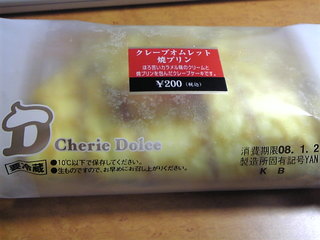 クレープオムレット
焼プリン
ほろ苦いカラメル味のクリームと
焼プリンを包んだクレープケーキです。
¥200(税込)
D
Cherie Dolce
要冷蔵
●10℃以下で保存してください。
●生ものですので、お早めにお召し上がりください。
消費期限08.1.2
製造所固有記号YAN
K B